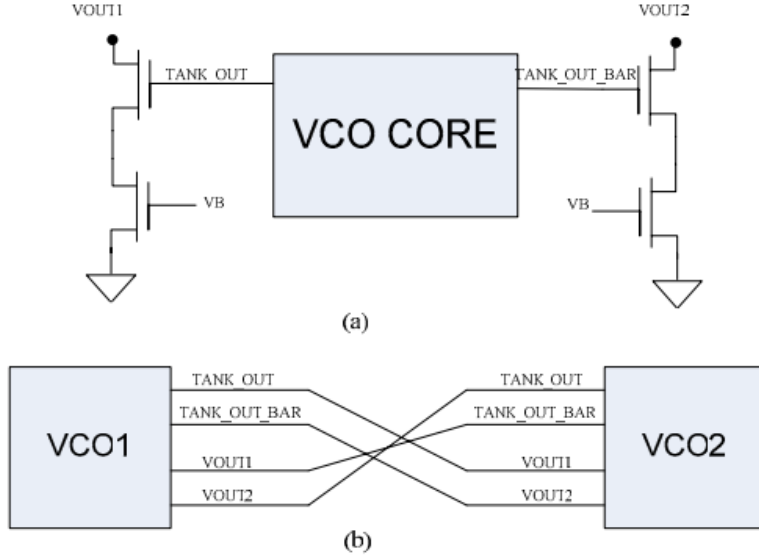 VOUT1
VOUT2
TANK_OUT
TANK_OUT_BAR
VCO CORE
VB
VB
(a)
TANK_OUT
TANK_OUT
TANK_OUT_BAR
TANK_OUT_BAR
VCO1
VCO2
VOUT1
VOUT1
VOUT2
VOUT2
(b)